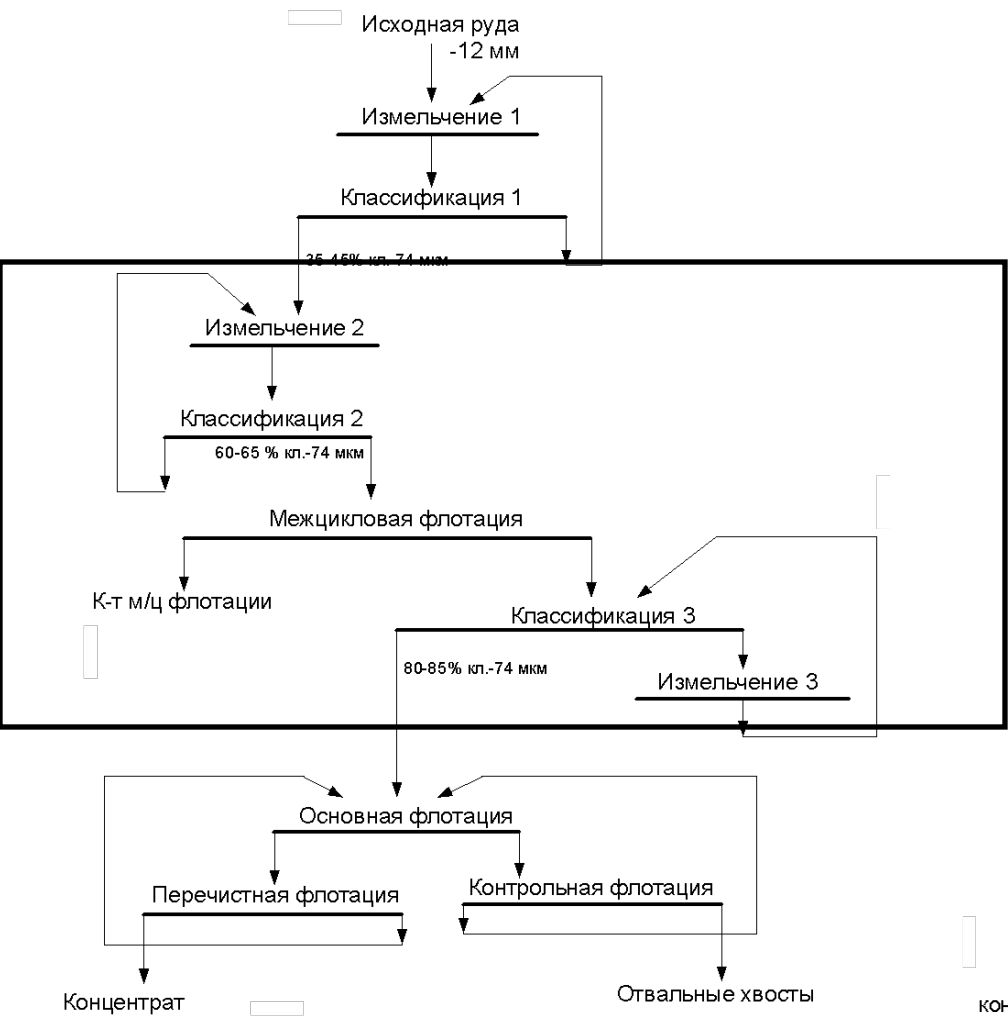 Исходная руда
-12 мм
Измельчение 1
Классификация 1
35-45% кл.-74 мкм
Измельчение 2
Классификация 2
60-65 % кл.-74 мкм
Межцикловая флотация
К-т м/ц флотации
Классификация 3
80-85% кл.-74 мкм
Измельчение 3
Основная флотация
Перечистная флотация
Контрольная флотация
Концентрат
Отвальные хвосты
кон